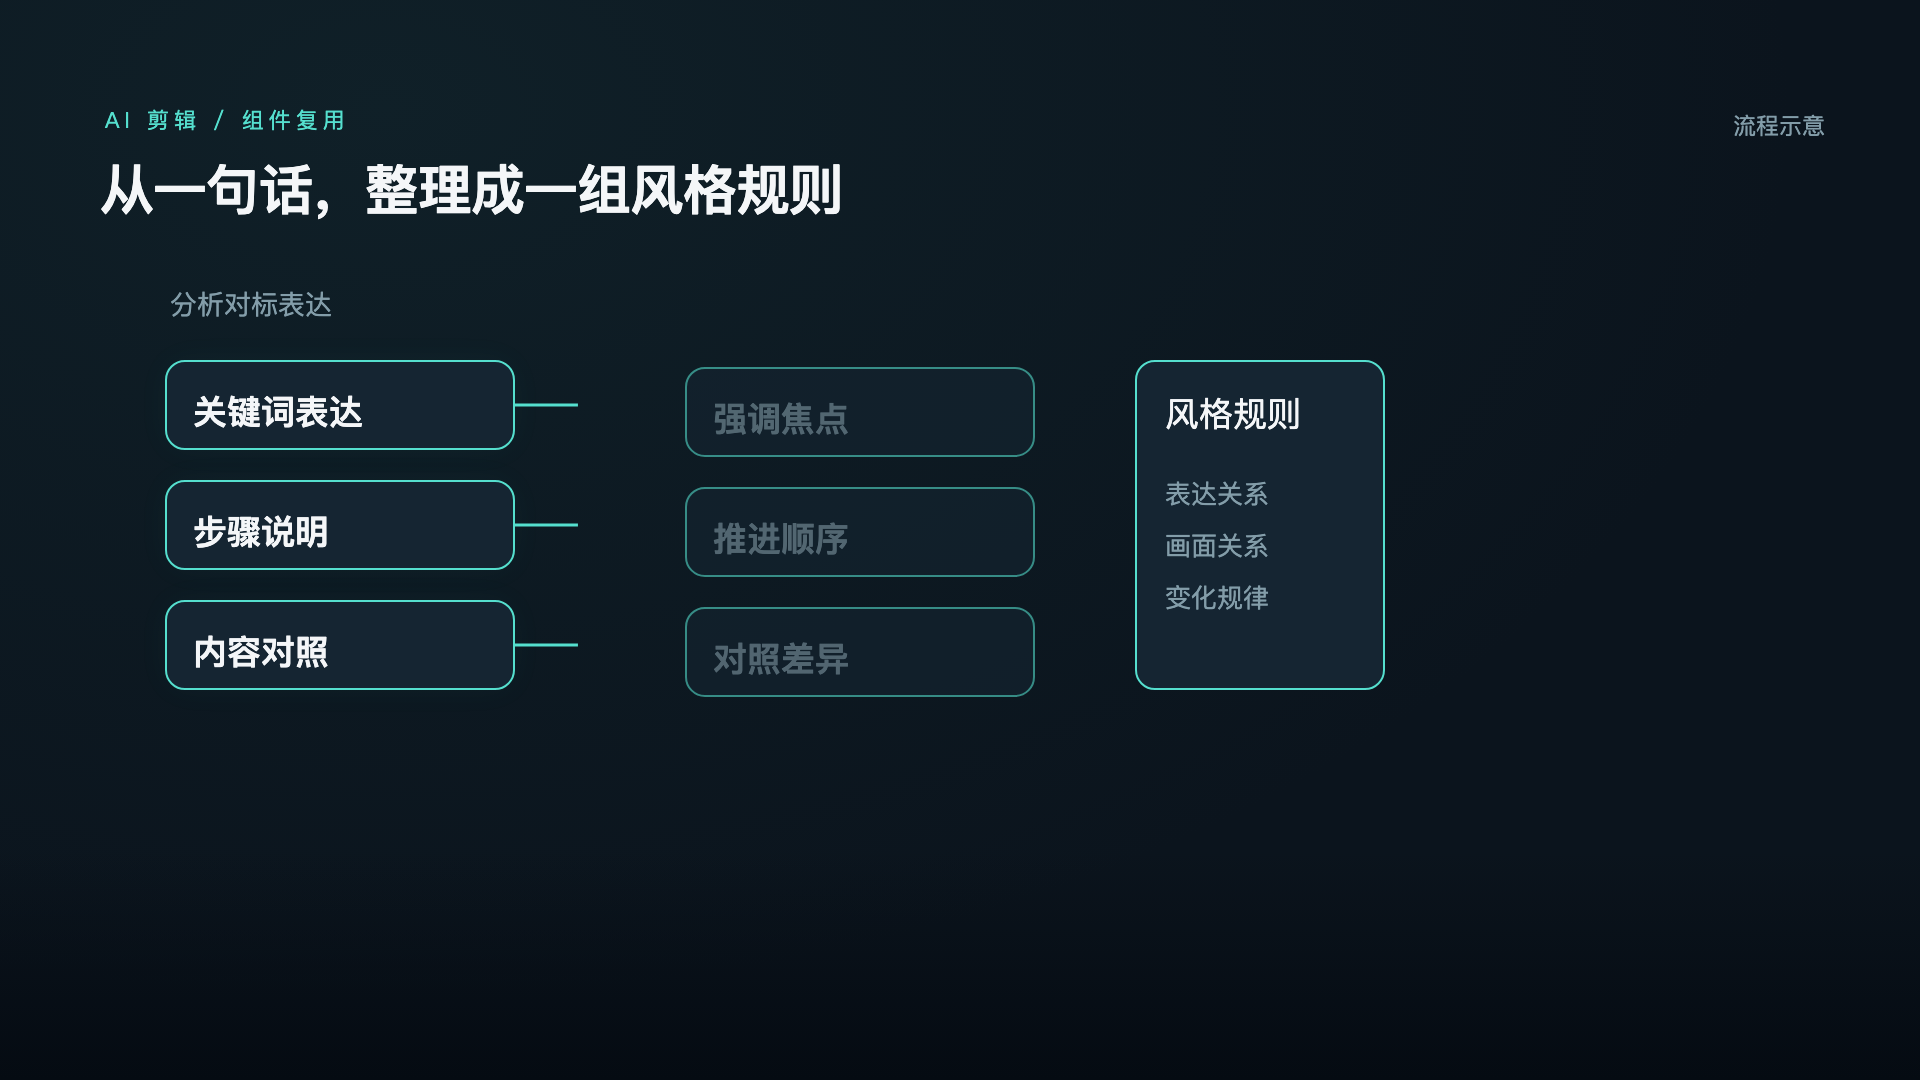 AI 剪辑 / 组件复用
流程示意
从一句话，整理成一组风格规则
分析对标表达
关键词表达
步骤说明
内容对照
强调焦点
推进顺序
对照差异
风格规则
表达关系
画面关系
变化规律